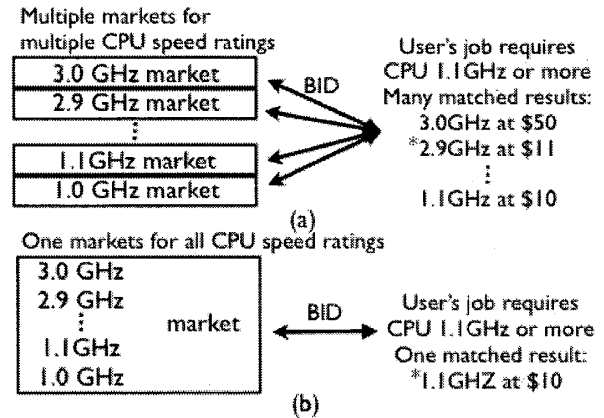 Multiple markets for
multiple CPU speed ratings
3.0 GHz market
2.9 GHz market
⋮
1.1GHz market
1.0 GHz market
BID
User's job requires
CPU 1.1GHz or more
Many matched results:
3.0GHz at $50
*2.9GHz at $11
⋮
1.1GHz at $10
(a)
One markets for all CPU speed ratings
3.0 GHz
2.9 GHz
⋮
1.1GHz
1.0 GHz
market
BID
User's job requires
CPU 1.1GHz or more
One matched result:
*1.1GHZ at $10
(b)